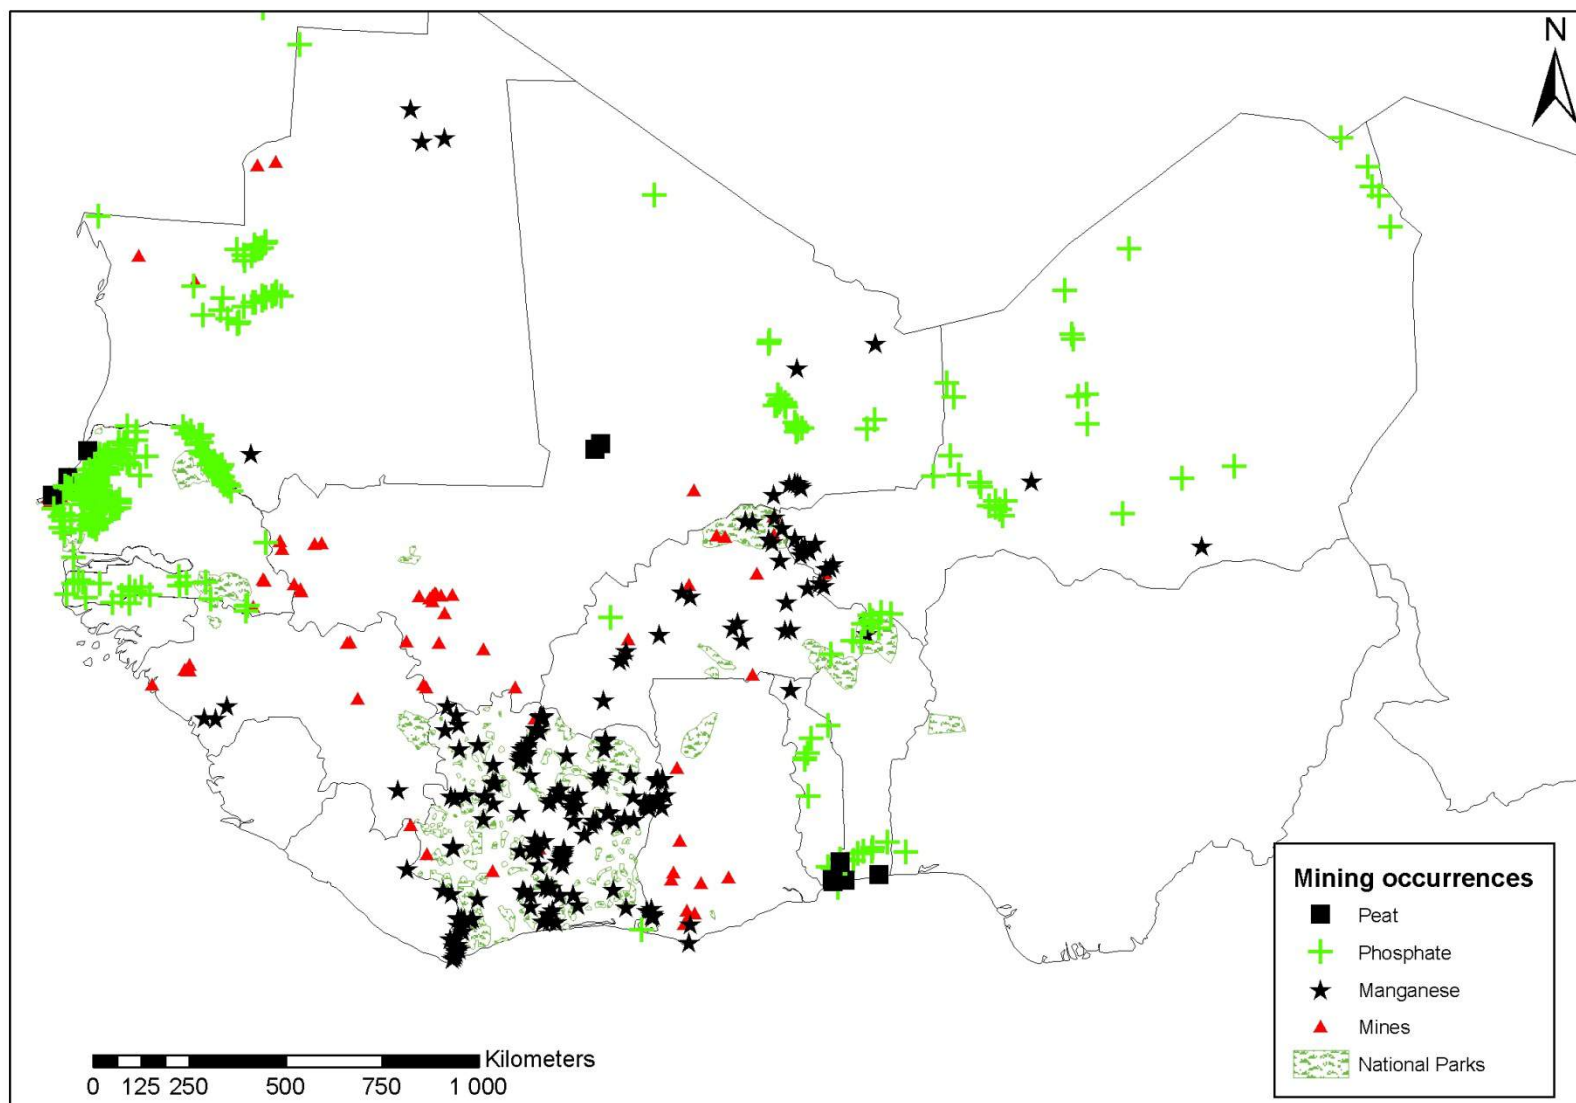 N
Mining occurrences
Peat
Phosphate
Manganese
Mines
National Parks
Kilometers
0 125 250 500 750 1 000